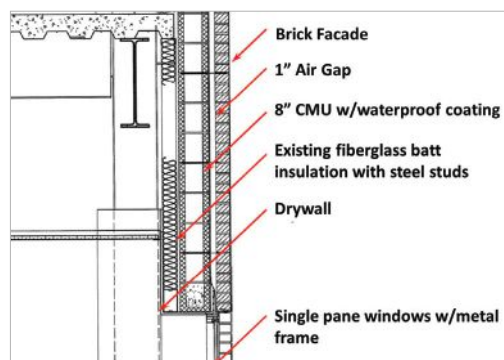 Brick Facade
1” Air Gap
8” CMU w/waterproof coating
Existing fiberglass batt
insulation with steel studs
Drywall
Single pane windows w/metal
frame